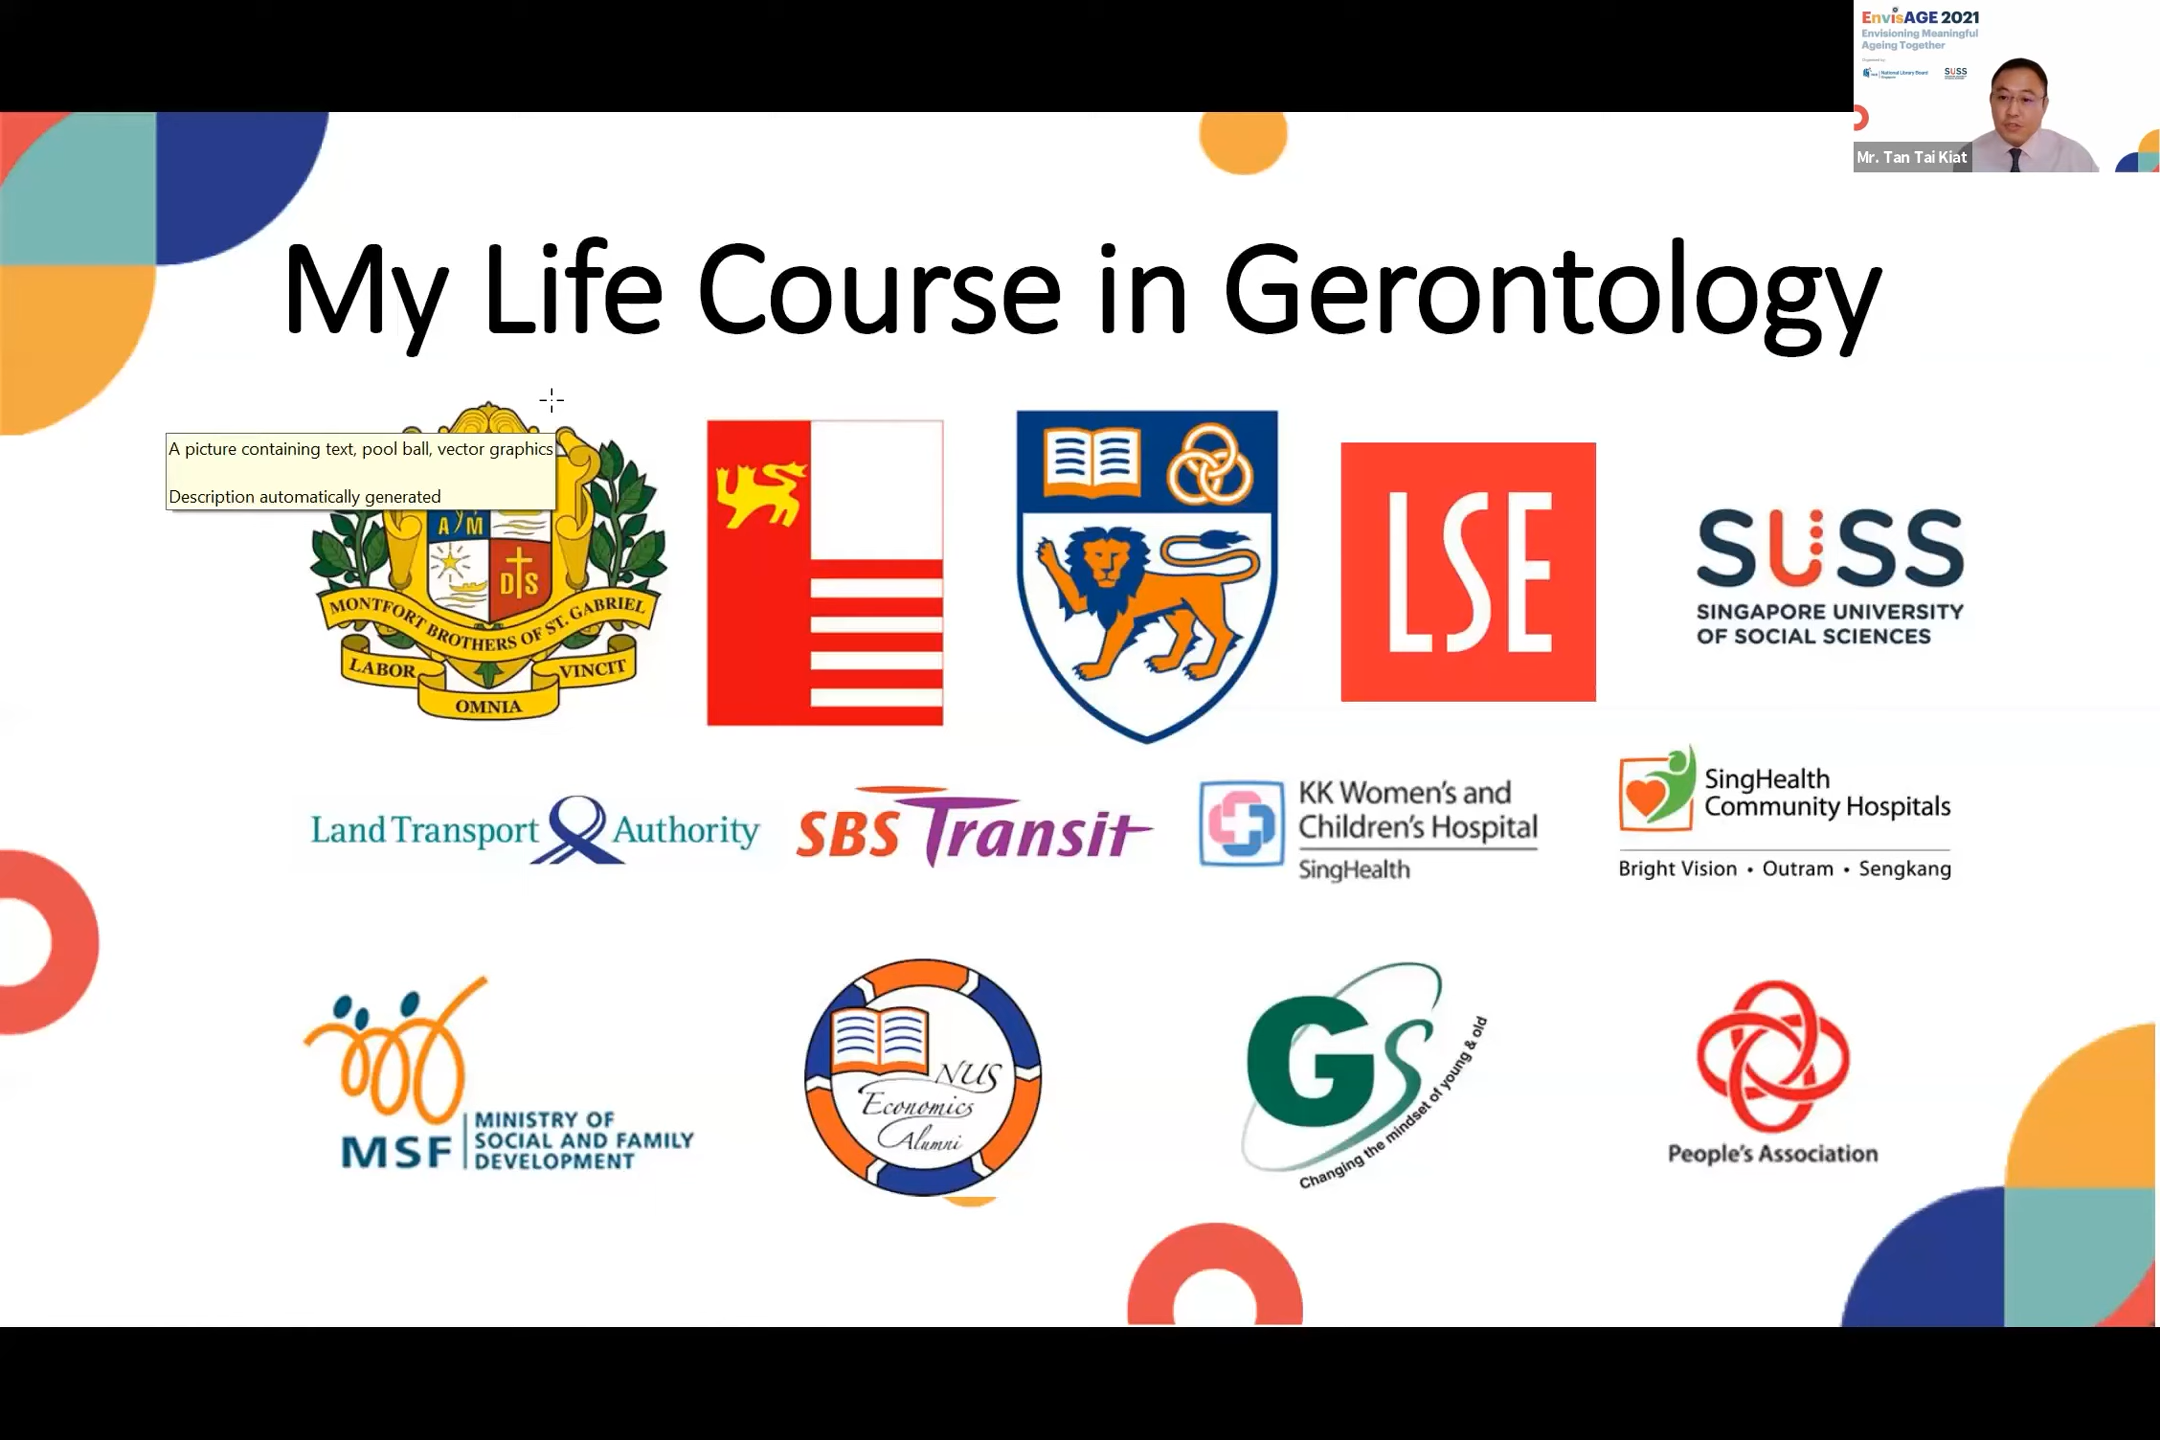 EnvisAGE 2021
Envisioning Meaningful
Ageing Together
National Library Board
SUSS
Mr. Tan Tai Kiat
My Life Course in Gerontology
A picture containing text, pool ball, vector graphics
Description automatically generated
A M
D S
MONTFORT BROTHERS OF ST. GABRIEL
LABOR OMNIA VINCIT
LSE
SUSS
SINGAPORE UNIVERSITY
OF SOCIAL SCIENCES
Land Transport Authority
SBS Transit
KK Women's and
Children's Hospital
SingHealth
SingHealth
Community Hospitals
Bright Vision • Outram • Sengkang
MSF
MINISTRY OF
SOCIAL AND FAMILY
DEVELOPMENT
NUS
Economics
Alumni
GS
Changing the mindset of young & old
People's Association